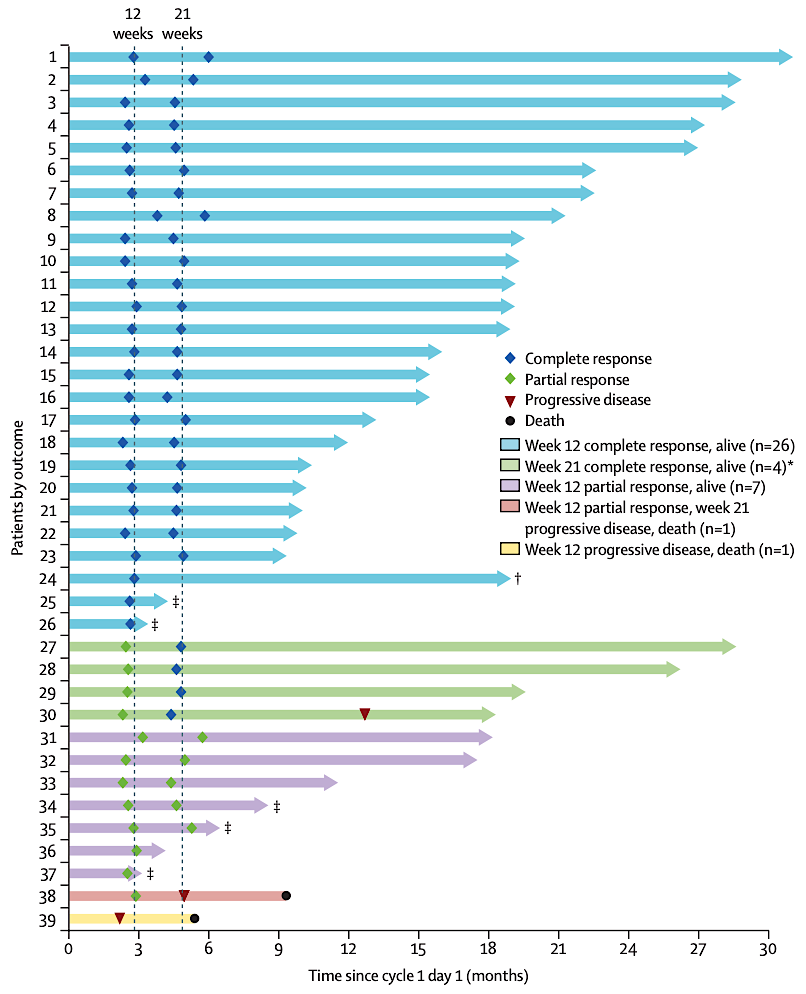 12 21
weeks weeks
1
2
3
4
5
6
7
8
9
10
11
12
13
14
Complete response
15
Partial response
16
Progressive disease
17
Death
18
Week 12 complete response, alive (n=26)
19
Week 21 complete response, alive (n=4)*
20
Week 12 partial response, alive (n=7)
21
Week 12 partial response, week 21
progressive disease, death (n=1)
22
Week 12 progressive disease, death (n=1)
23
24 †
25 ‡
26 ‡
27
28
29
30
31
32
33
34 ‡
35 ‡
36
37 ‡
38
39
Patients by outcome
0 3 6 9 12 15 18 21 24 27 30
Time since cycle 1 day 1 (months)